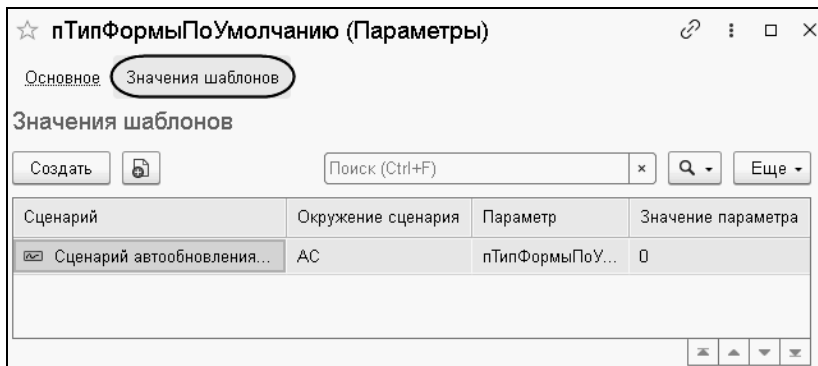 пТипФормыПоУмолчанию (Параметры)
Основное Значения шаблонов
Значения шаблонов
Создать Поиск (Ctrl+F) × Еще
Сценарий Окружение сценария Параметр Значение параметра
Сценарий автообновления... АС пТипФормыПоУ... 0